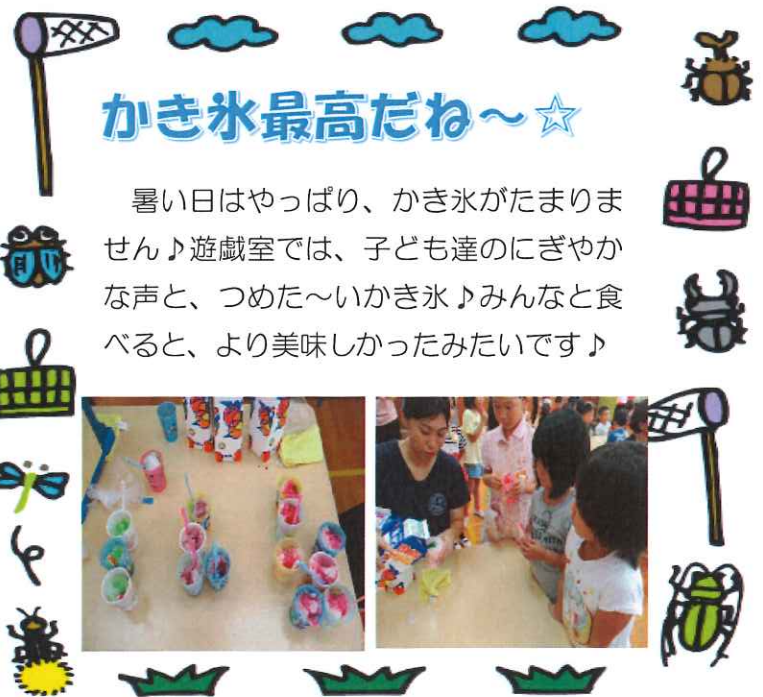 かき氷最高だね～☆
暑い日はやっぱり、かき氷がたまりま
せん♪遊戯室では、子ども達のにぎやか
な声と、つめた～いかき氷♪みんなと食
べると、より美味しかったみたいです♪